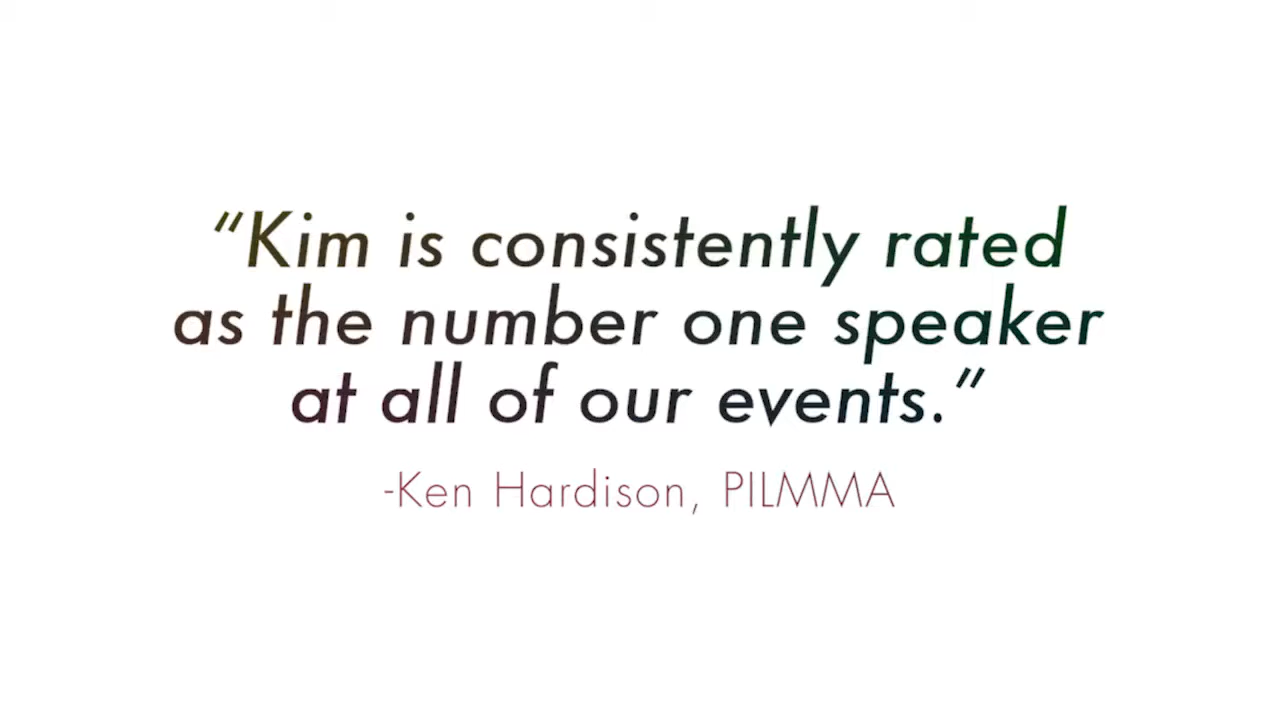 “Kim is consistently rated
as the number one speaker
at all of our events.”
-Ken Hardison, PILMMA